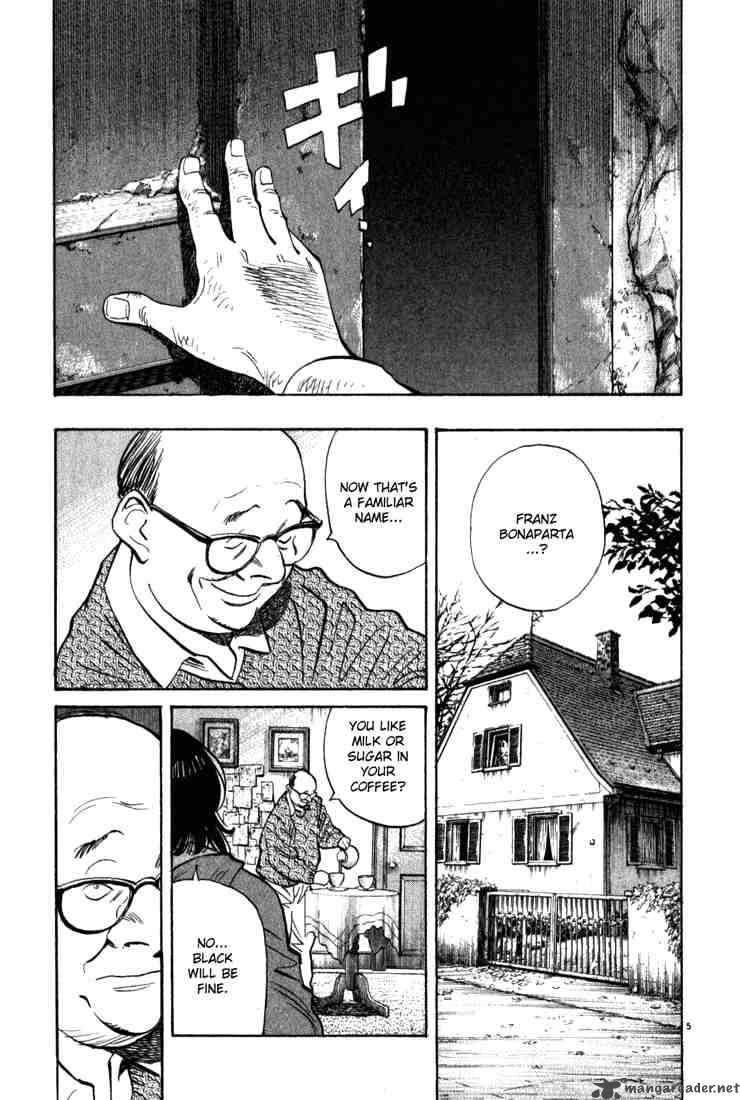 ギィ
FRANZ
BONAPARTA
...?
NOW THAT'S
A FAMILIAR
NAME...
YOU LIKE
MILK OR
SUGAR IN
YOUR
COFFEE?
NO...
BLACK
WILL BE
FINE.
5
mangareader.net